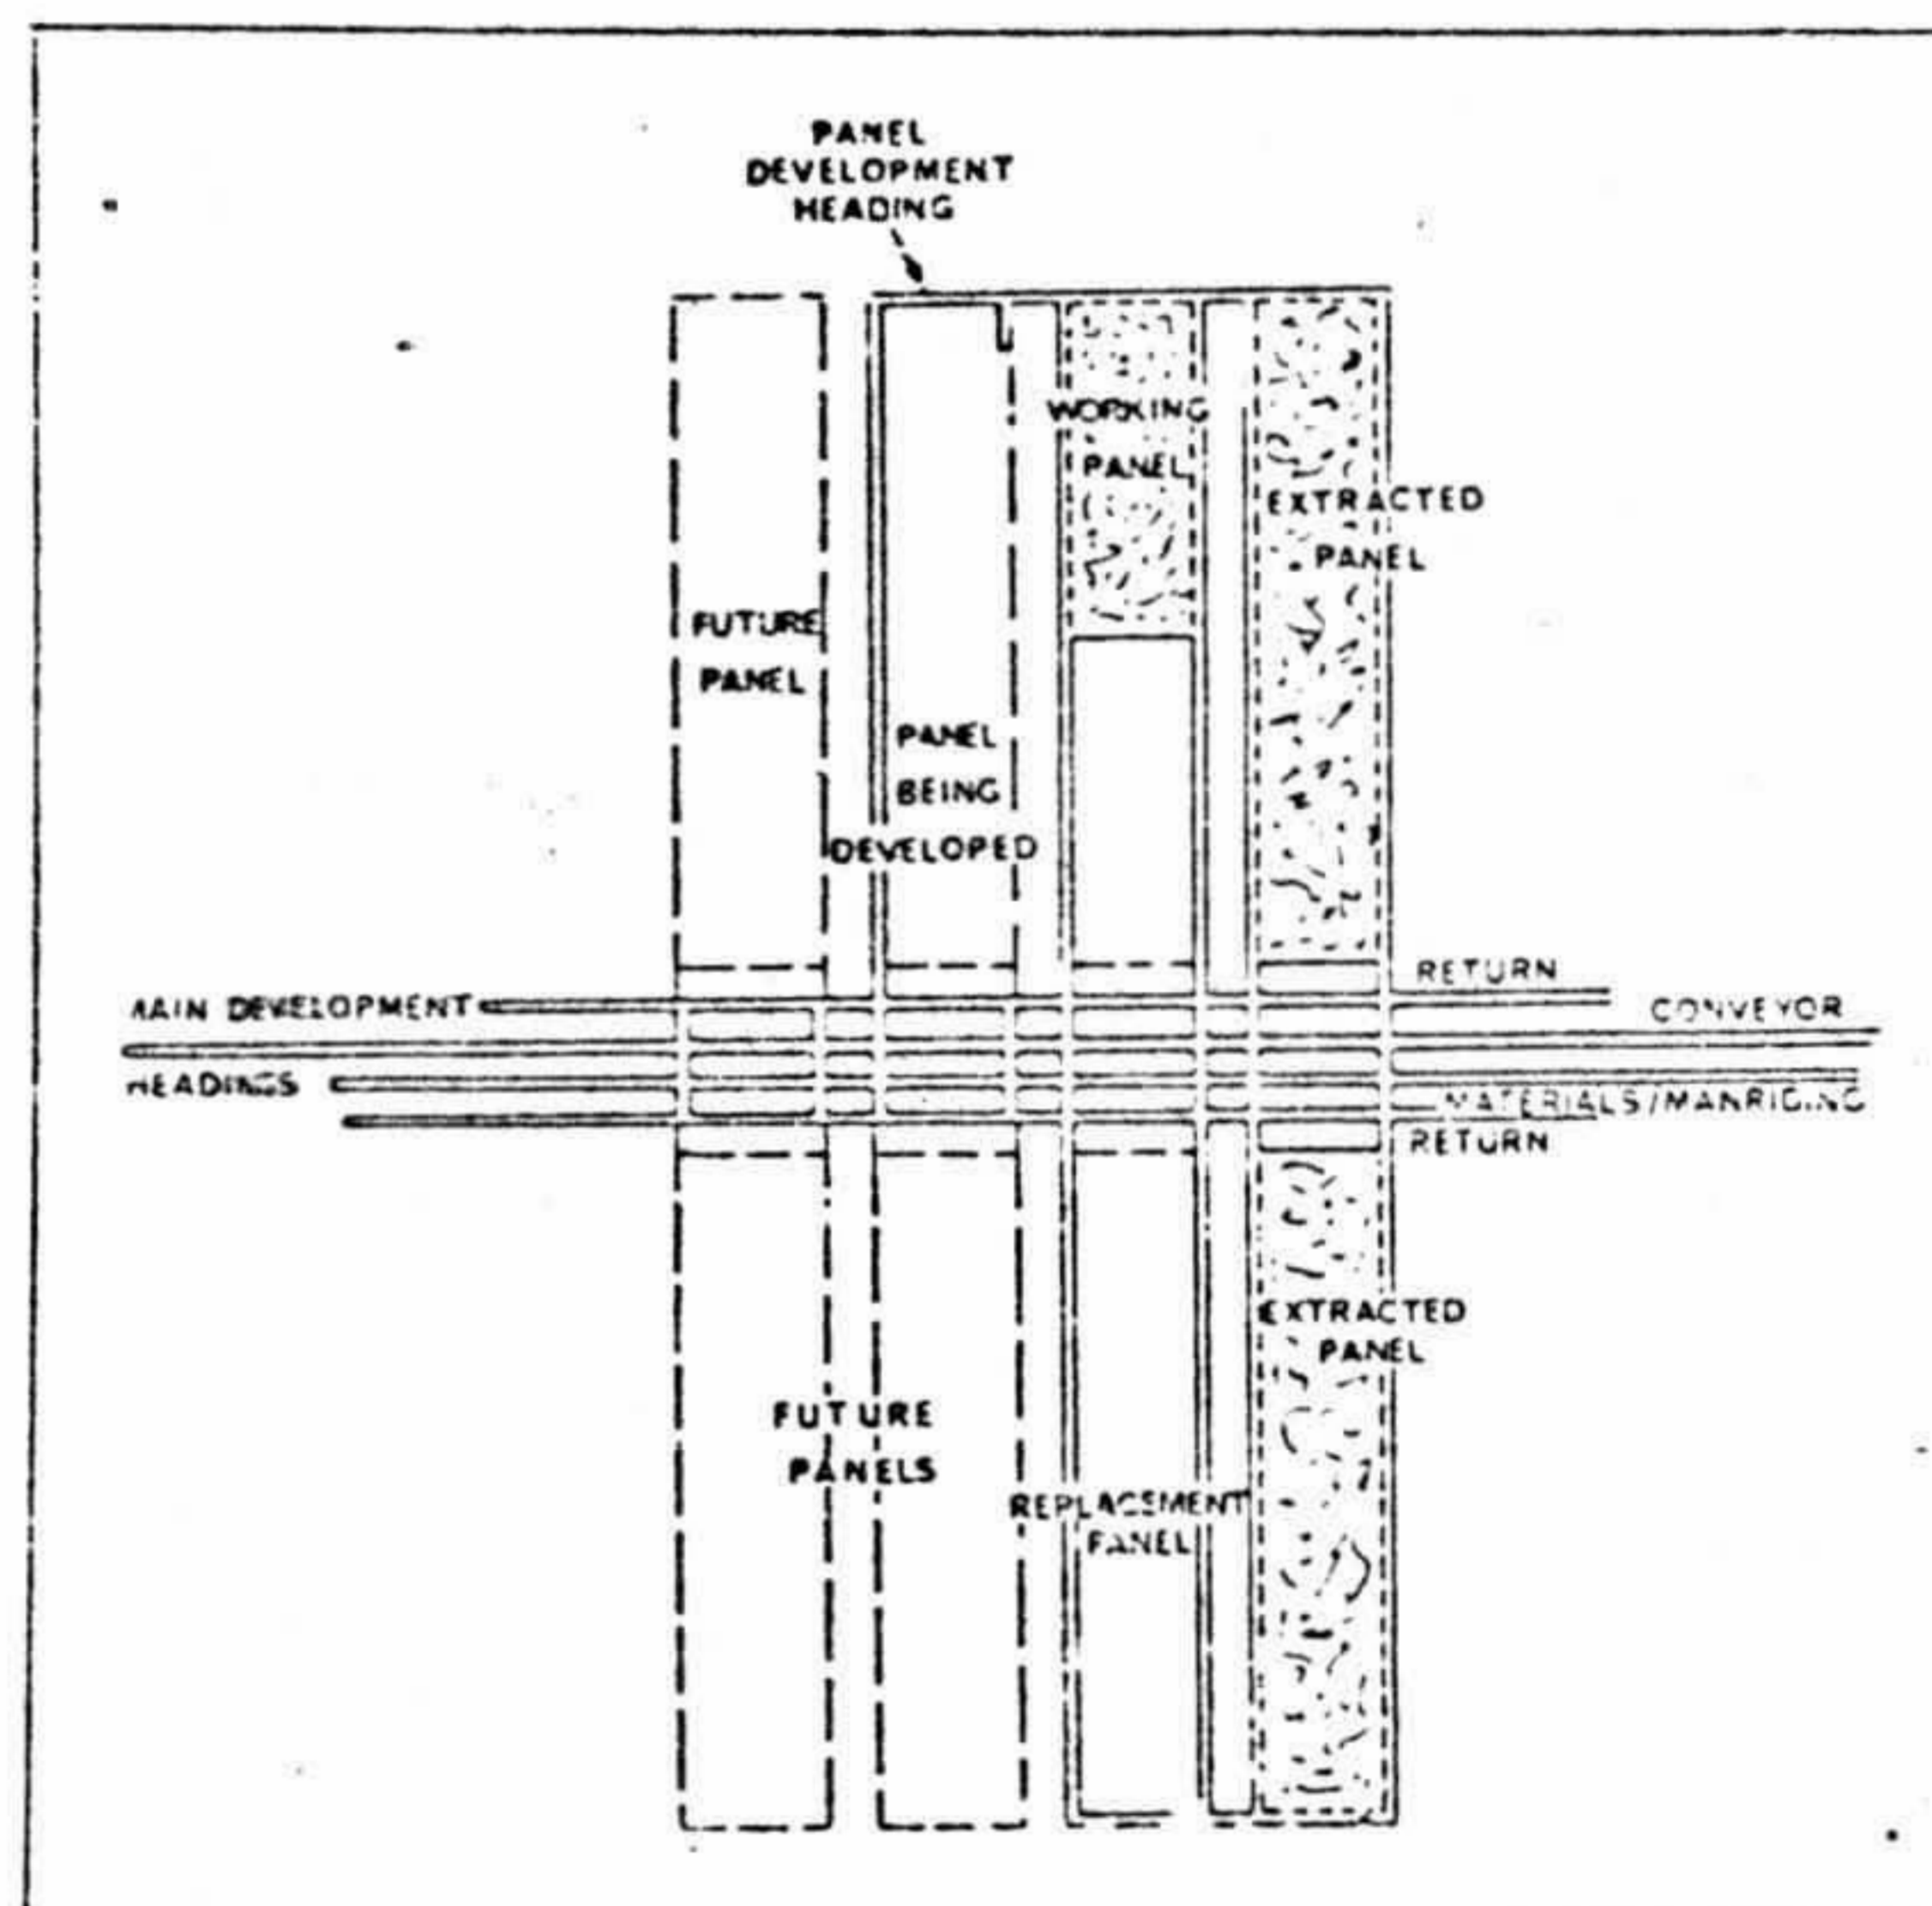 PANEL
DEVELOPMENT
HEADING
WORKING
PANEL
EXTRACTED
PANEL
FUTURE
PANEL
PANEL
BEING
DEVELOPED
RETURN
MAIN DEVELOPMENT
CONVEYOR
HEADINGS
MATERIALS/MANRIDING
RETURN
EXTRACTED
PANEL
FUTURE
PANELS
REPLACEMENT
PANEL